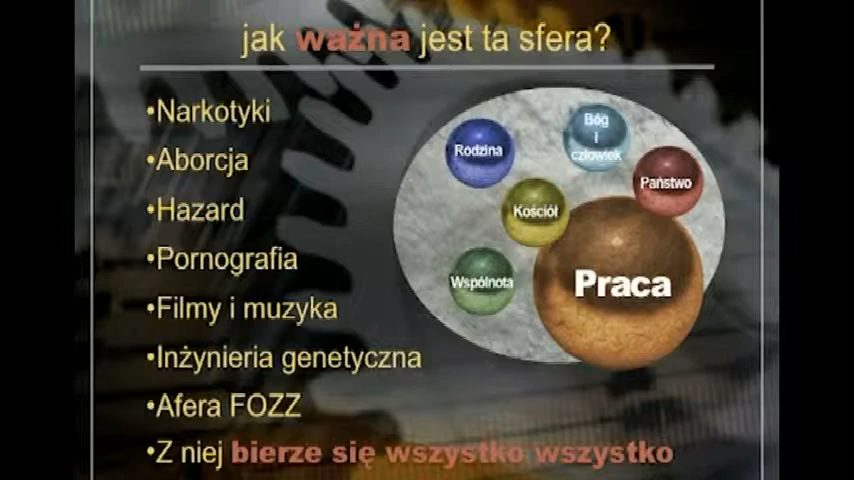 jak ważna jest ta sfera?
•Narkotyki
•Aborcja
•Hazard
•Pornografia
•Filmy i muzyka
•Inżynieria genetyczna
•Afera FOZZ
•Z niej bierze się wszystko wszystko
Rodzina
Bóg
i
człowiek
Państwo
Kościół
Wspólnota
Praca